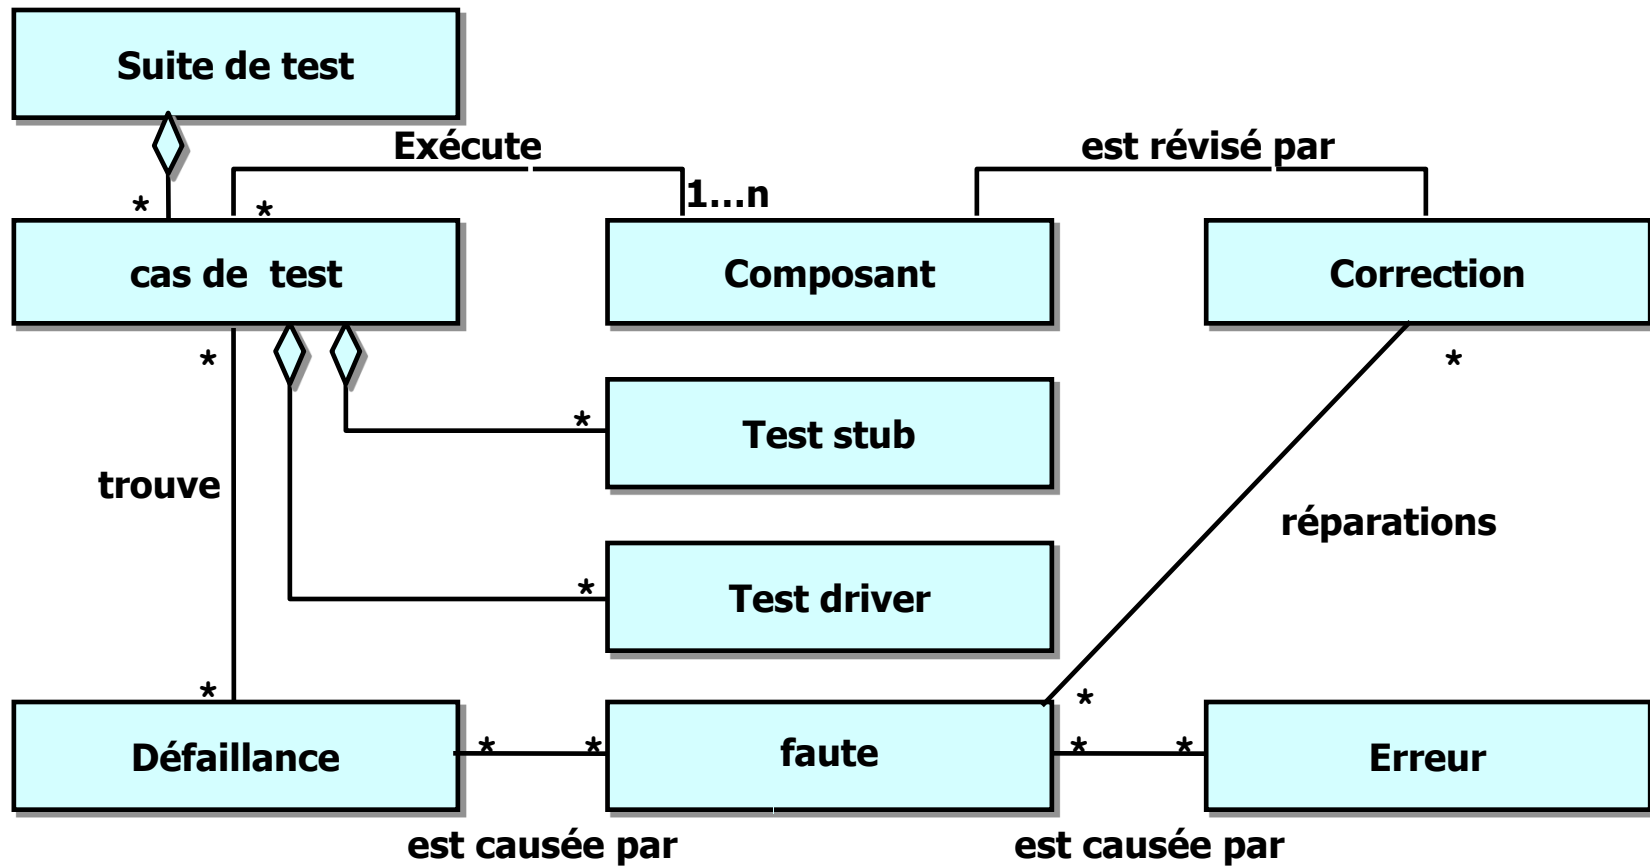 Suite de test
Exécute
est révisé par
* * 1...n
cas de test
Composant
Correction
* *
* Test stub
trouve
réparations
* Test driver
* *
Défaillance
* *
faute
* *
Erreur
est causée par
est causée par